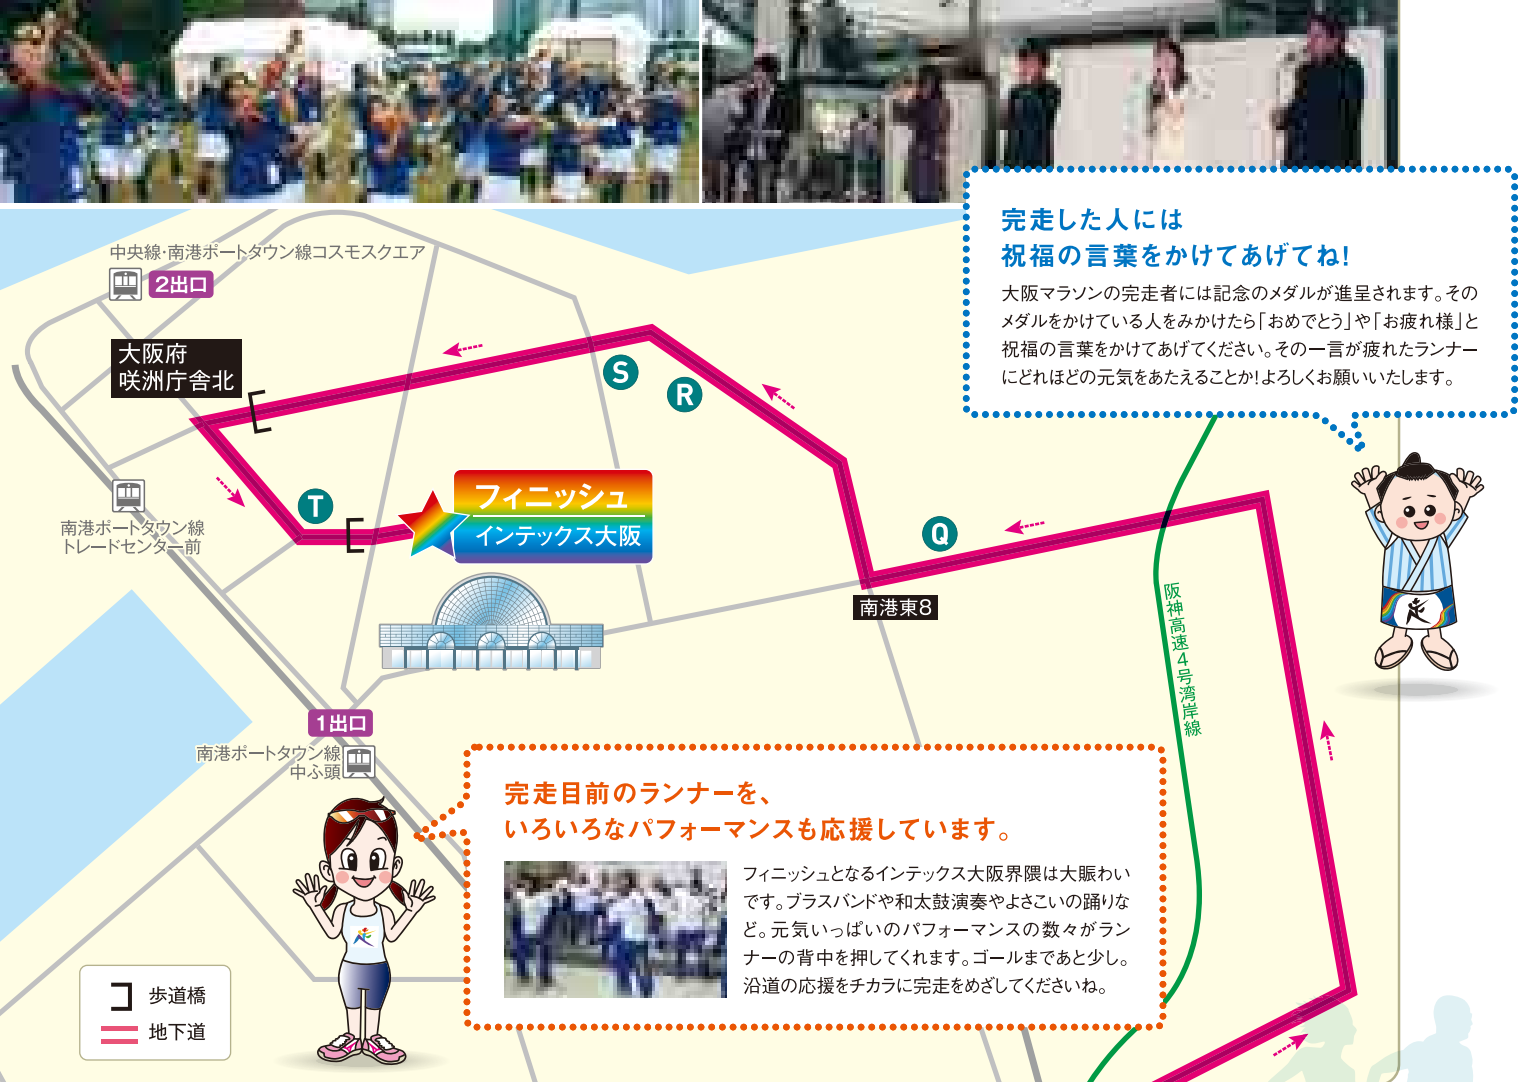 完走した人には
祝福の言葉をかけてあげてね!
大阪マラソンの完走者には記念のメダルが進呈されます。その
メダルをかけている人をみかけたら「おめでとう」や「お疲れ様」と
祝福の言葉をかけてあげてください。その一言が疲れたランナー
にどれほどの元気をあたえることか!よろしくお願いいたします。
中央線・南港ポートタウン線コスモスクエア
2出口
大阪府
咲洲庁舎北
S
R
T
フィニッシュ
インテックス大阪
Q
南港ポートタウン線
トレードセンター前
南港東8
阪神高速4号湾岸線
走
1出口
南港ポートタウン線
中ふ頭
完走目前のランナーを、
いろいろなパフォーマンスも応援しています。
フィニッシュとなるインテックス大阪界隈は大賑わい
です。ブラスバンドや和太鼓演奏やよさこいの踊りな
ど。元気いっぱいのパフォーマンスの数々がラン
ナーの背中を押してくれます。ゴールまであと少し。
沿道の応援をチカラに完走をめざしてくださいね。
歩道橋
地下道